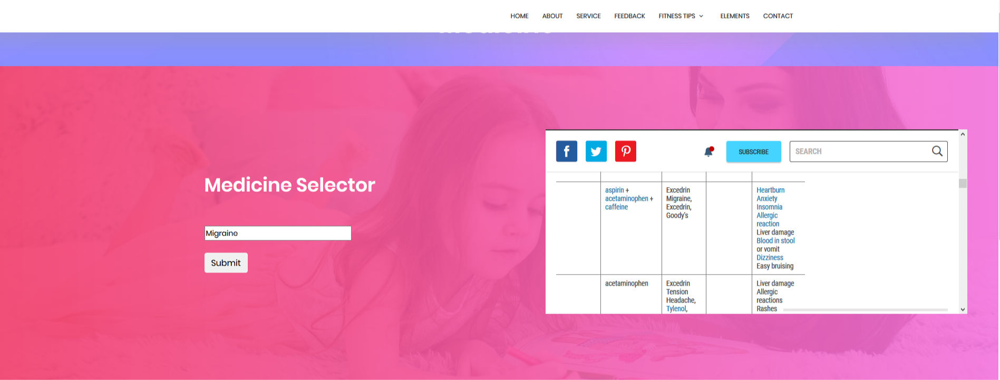 HOME ABOUT SERVICE FEEDBACK FITNESS TIPS ELEMENTS CONTACT
Medicine Selector
Migraine
Submit
f
SUBSCRIBE
SEARCH
aspirin +
acetaminophen +
caffeine
Excedrin
Migraine,
Excedrin,
Goody's
Heartburn
Anxiety
Insomnia
Allergic
reaction
Liver damage
Blood in stool
or vomit
Dizziness
Easy bruising
acetaminophen
Excedrin
Tension
Headache,
Tylenol,
Liver damage
Allergic
reactions
Rashes